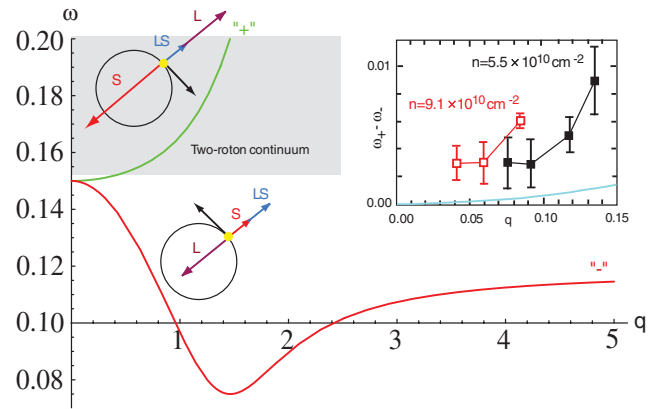 ω
0.20
0.18
0.16
0.14
0.12
0.10
0.08
"+"
L
LS
S
Two-roton continuum
S
LS
L
"-"
1
2
3
4
5
q
n=5.5 ×10¹⁰cm⁻²
n=9.1 ×10¹⁰cm⁻²
ω₊- ω₋
0.01
0.00
0.00
0.05
0.10
0.15
q